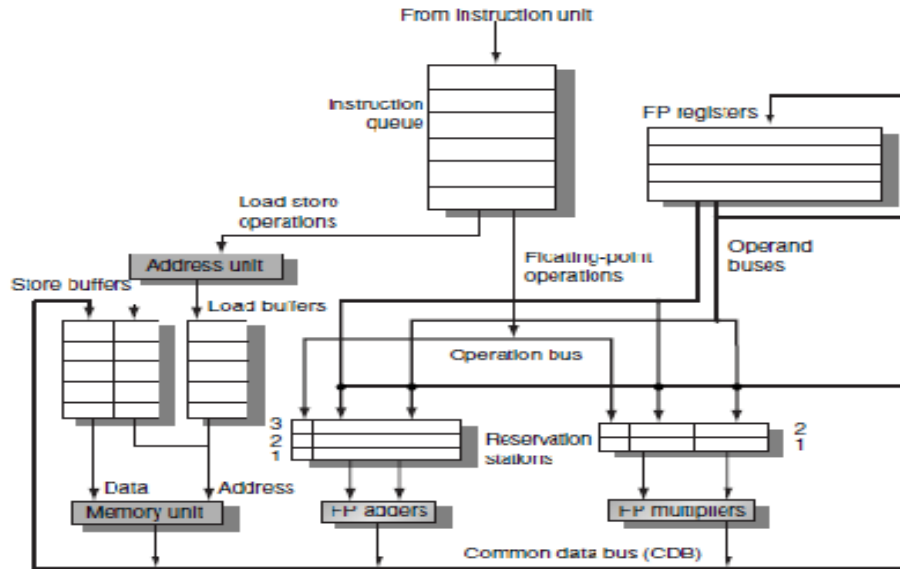 From instruction unit
Instruction
queue
FP registers
Load store
operations
Address unit
Floating-point
operations
Operand
buses
Store buffers
Load buffers
Operation bus
3
2
1
Reservation
stations
2
1
Data
Address
Memory unit
FP adders
FP multipliers
Common data bus (CDB)